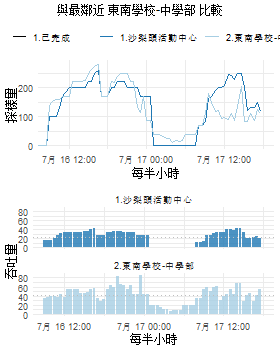 與最鄰近 東南學校-中學部 比較
1.已完成
1.沙梨頭活動中心
2.東南學校-中
採樣量
200
100
0
7月 16 12:00
7月 17 00:00
7月 17 12:00
每半小時
1.沙梨頭活動中心
80
60
40
20
0
吞吐量
2.東南學校-中學部
80
60
40
20
0
7月 16 12:00
7月 17 00:00
7月 17 12:00
每半小時